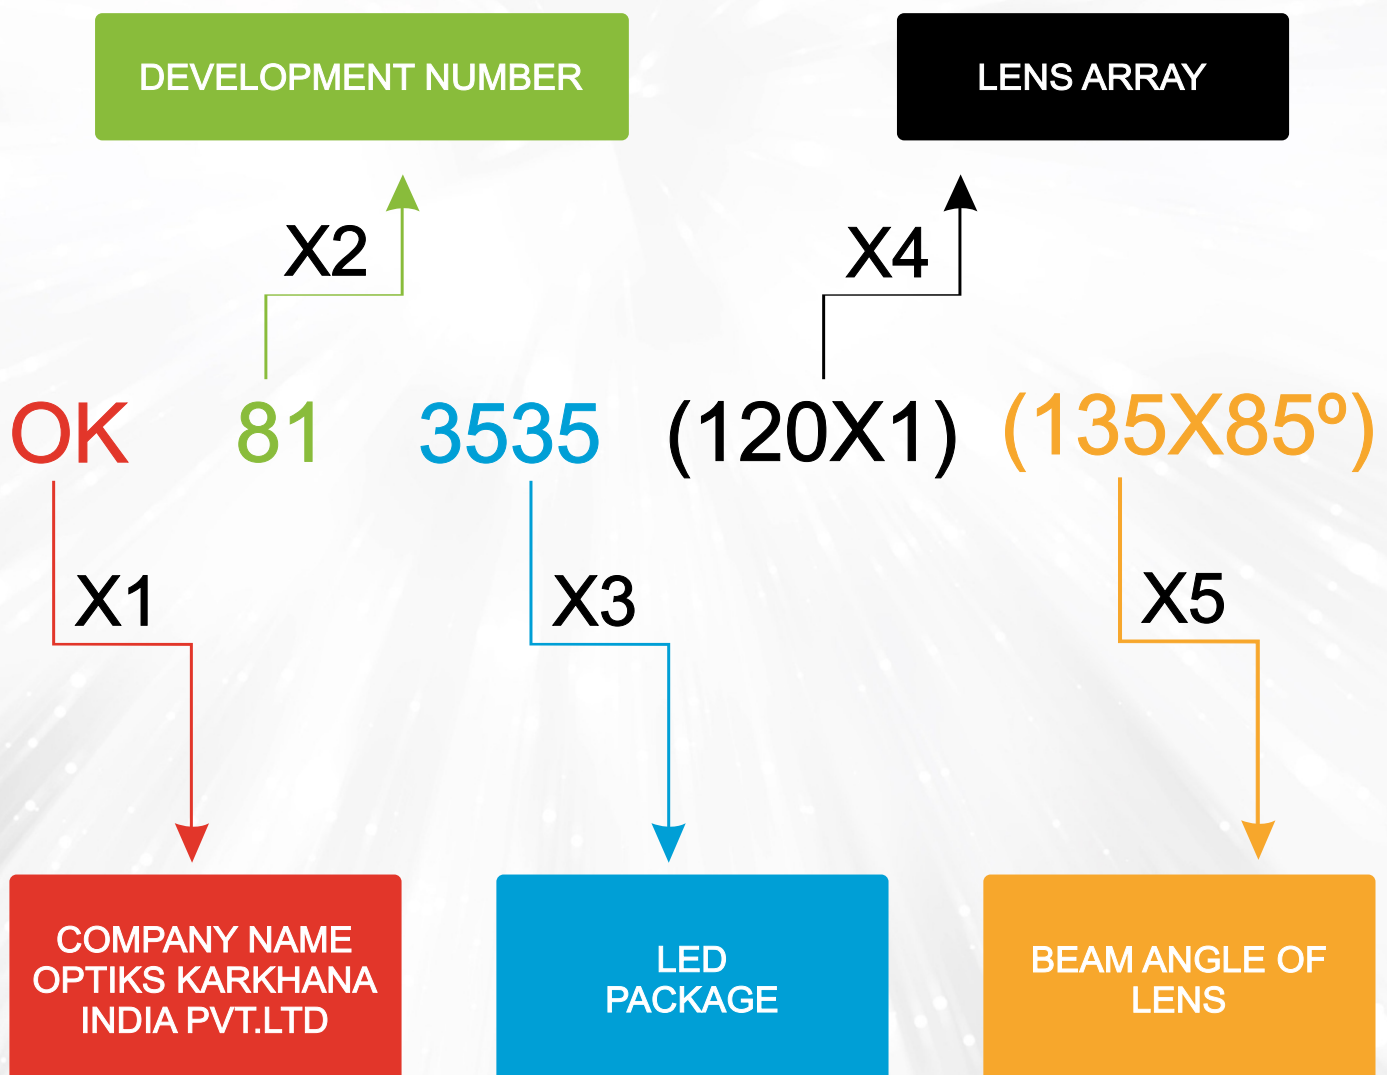 DEVELOPMENT NUMBER
LENS ARRAY
X2
X4
OK 81 3535 (120X1) (135X85º)
X1
X3
X5
COMPANY NAME
OPTIKS KARKHANA
INDIA PVT.LTD
LED
PACKAGE
BEAM ANGLE OF
LENS